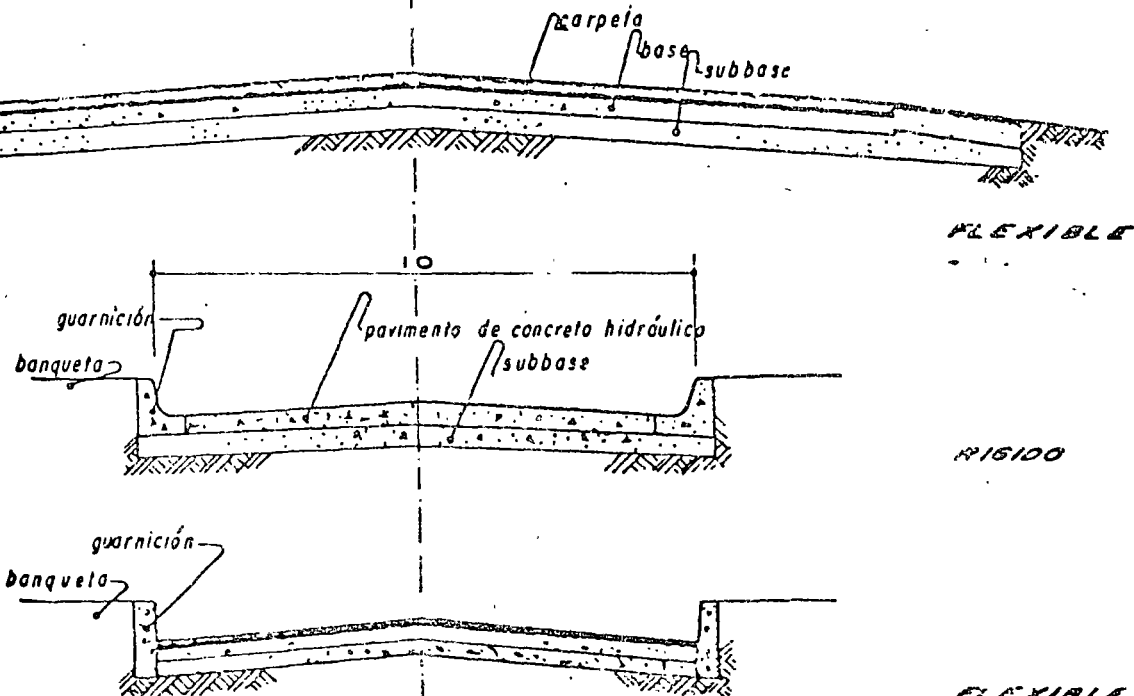 carpeta
base
subbase
FLEXIBLE
10
guarnición
pavimento de concreto hidráulico
banqueta
subbase
RIGIDO
guarnición
banqueta
FLEXIBLE